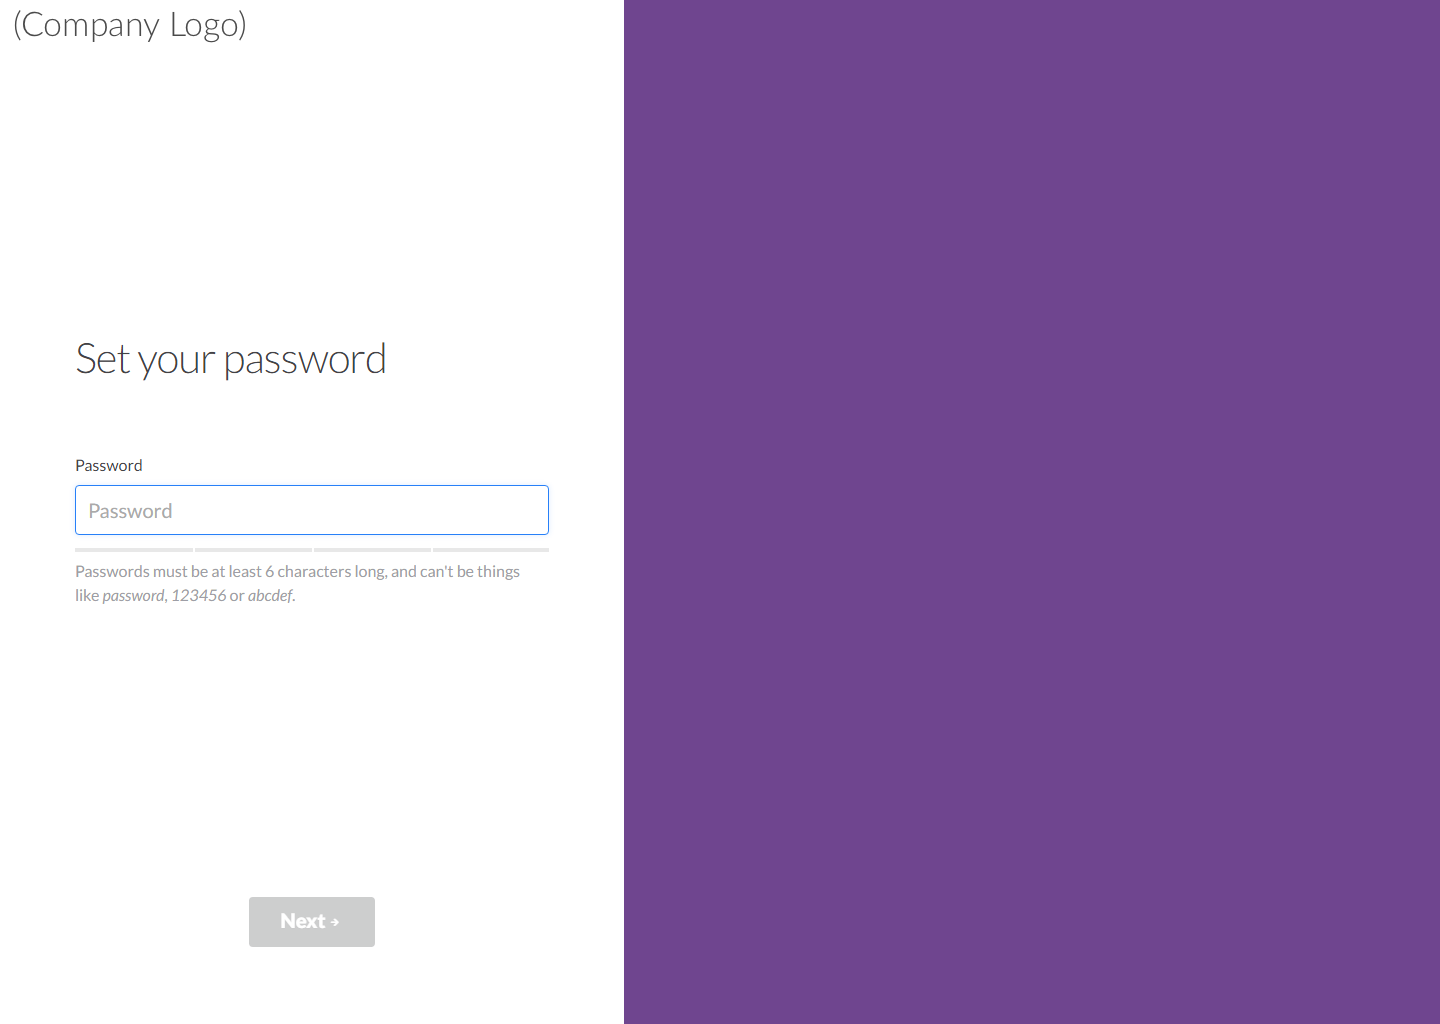 (Company Logo)
Set your password
Password
Password
Passwords must be at least 6 characters long, and can't be things
like password, 123456 or abcdef.
Next →